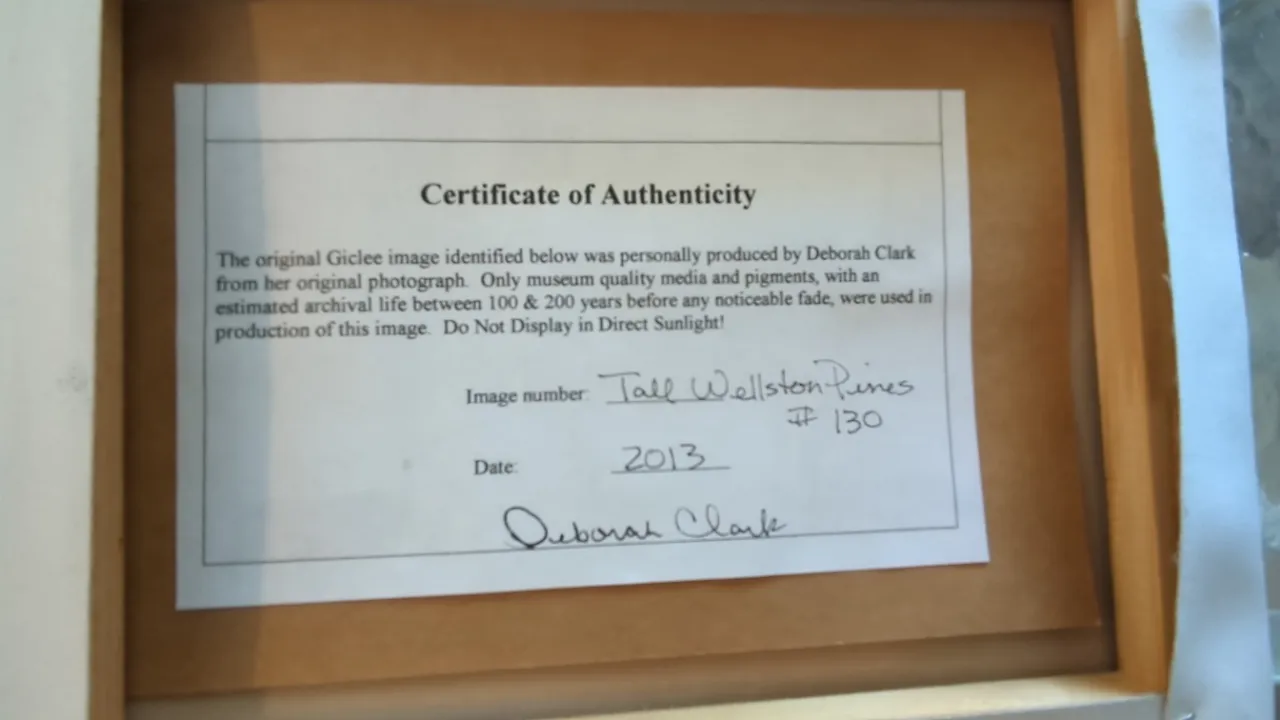 Certificate of Authenticity
The original Giclee image identified below was personally produced by Deborah Clark
from her original photograph. Only museum quality media and pigments, with an
estimated archival life between 100 & 200 years before any noticeable fade, were used in
production of this image. Do Not Display in Direct Sunlight!
Image number: Tall Wellston Pines
# 130
Date: 2013
Deborah Clark